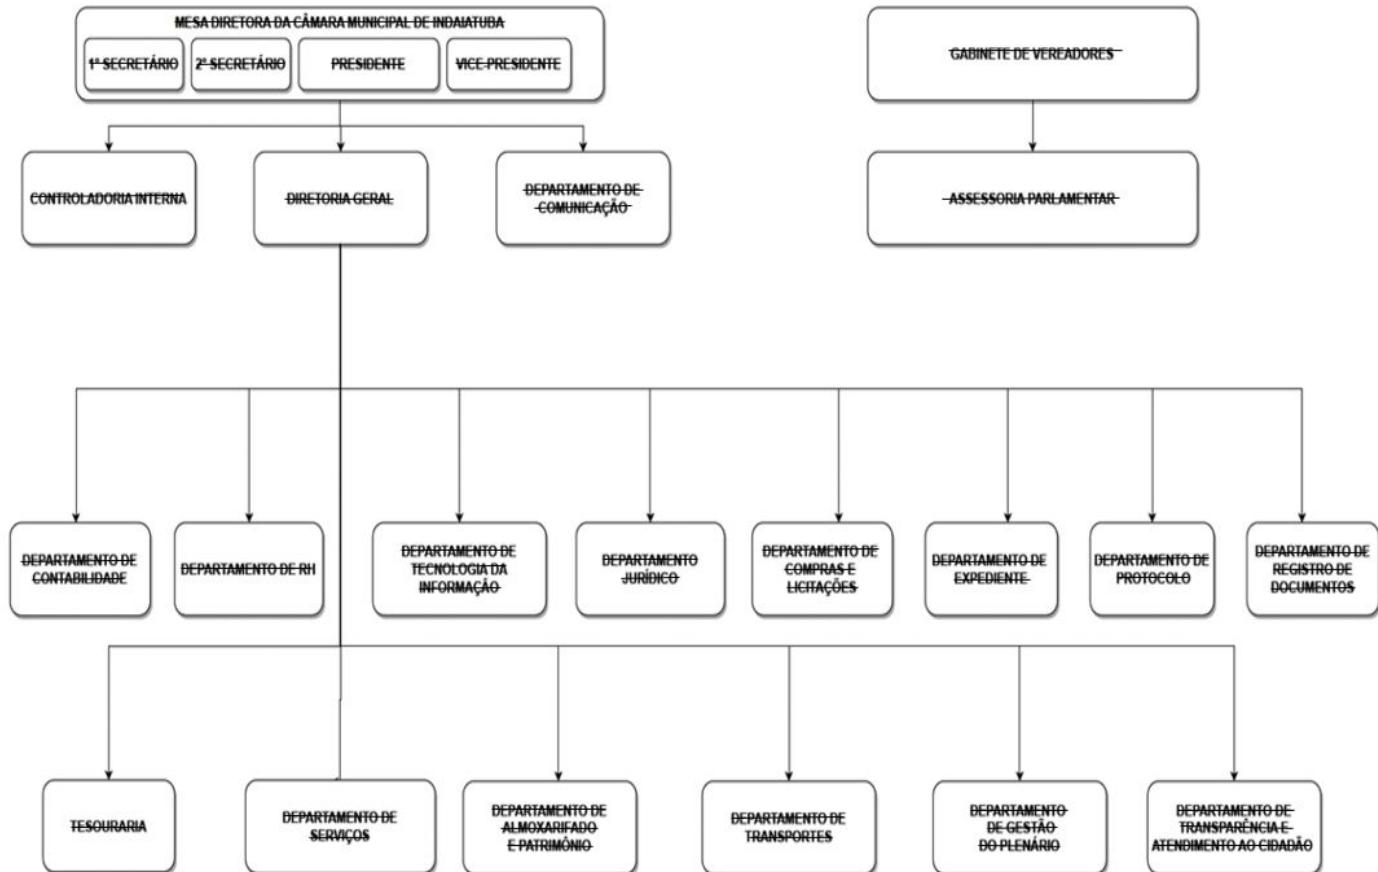 MESA DIRETORA DA CÂMARA MUNICIPAL DE INDAIATUBA
1º SECRETÁRIO
2º SECRETÁRIO
PRESIDENTE
VICE-PRESIDENTE
GABINETE DE VEREADORES
CONTROLADORIA INTERNA
DIRETORIA GERAL
DEPARTAMENTO DE
COMUNICAÇÃO
ASSESSORIA PARLAMENTAR
DEPARTAMENTO DE
CONTABILIDADE
DEPARTAMENTO DE RH
DEPARTAMENTO DE
TECNOLOGIA DA
INFORMAÇÃO
DEPARTAMENTO
JURÍDICO
DEPARTAMENTO DE
COMPRAS E
LICITAÇÕES
DEPARTAMENTO DE
EXPEDIENTE
DEPARTAMENTO DE
PROTOCOLO
DEPARTAMENTO DE
REGISTRO DE
DOCUMENTOS
TESOURARIA
DEPARTAMENTO DE
SERVIÇOS
DEPARTAMENTO DE
ALMOXARIFADO
E PATRIMÔNIO
DEPARTAMENTO DE
TRANSPORTES
DEPARTAMENTO
DE GESTÃO
DO PLENÁRIO
DEPARTAMENTO DE
TRANSPARÊNCIA E
ATENDIMENTO AO CIDADÃO